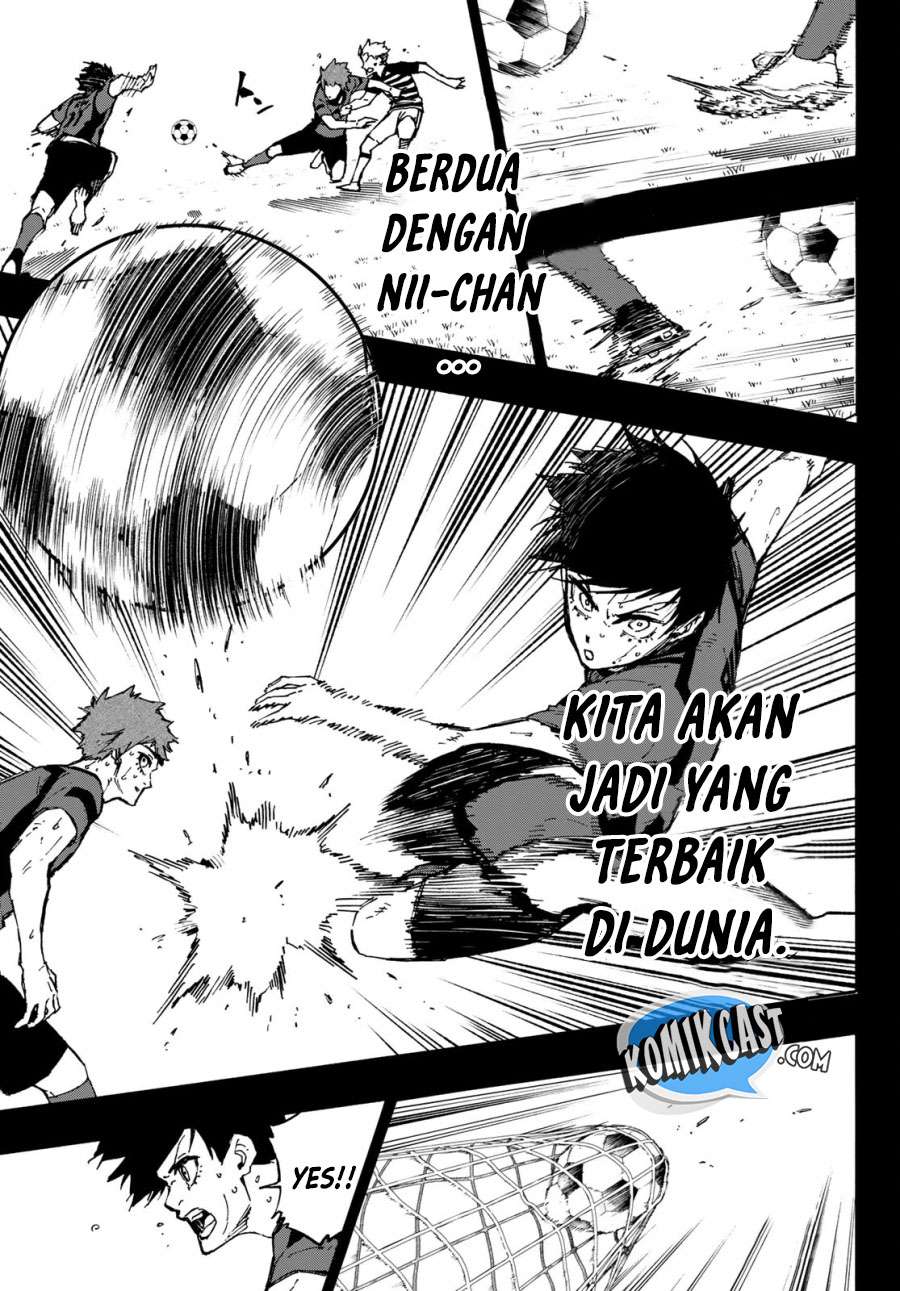 BERDUA
DENGAN
NII-CHAN
...
KITA AKAN
JADI YANG
TERBAIK
DI DUNIA.
KOMIKCAST
.COM
YES!!